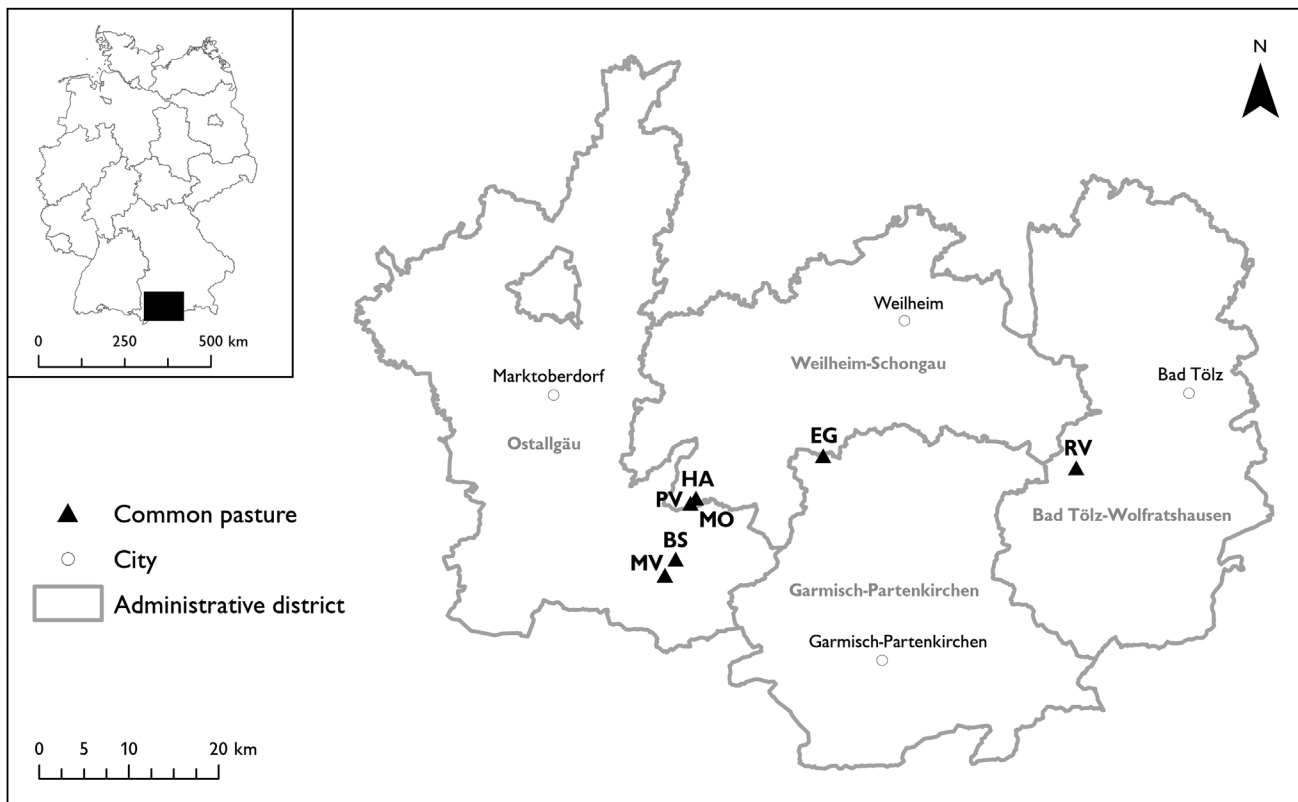 0 250 500 km
N
Weilheim
Weilheim-Schongau
Marktoberdorf
Bad Tölz
Ostallgäu
EG
RV
HA
PV
MO
Bad Tölz-Wolfratshausen
BS
MV
Garmisch-Partenkirchen
Garmisch-Partenkirchen
Common pasture
City
Administrative district
0 5 10 20 km